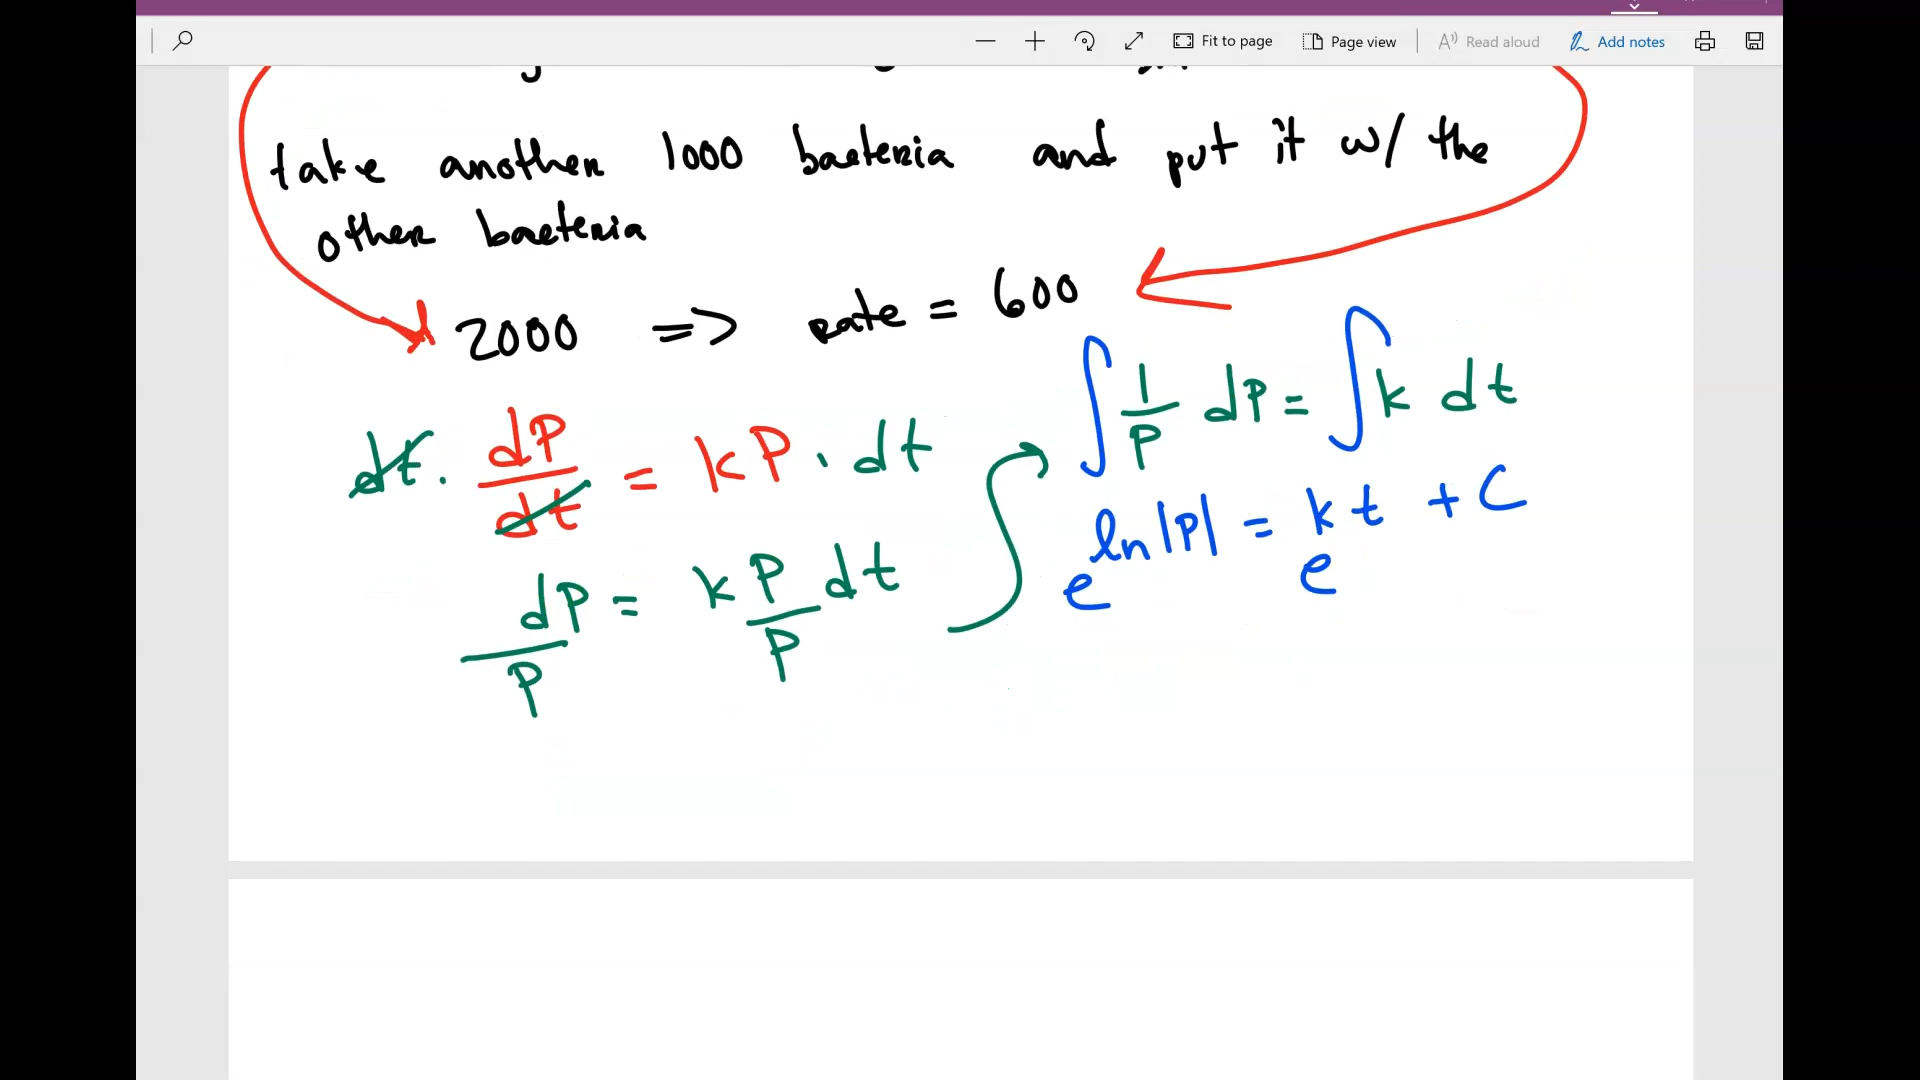 Fit to page Page view Read aloud Add notes
take another 1000 bacteria and put it w/ the
other bacteria
2000 => rate = 600
dt · dP/dt = kP · dt
dP/P = k P/P dt
∫ 1/P dP = ∫ k dt
e^ln|P| = e^kt + C